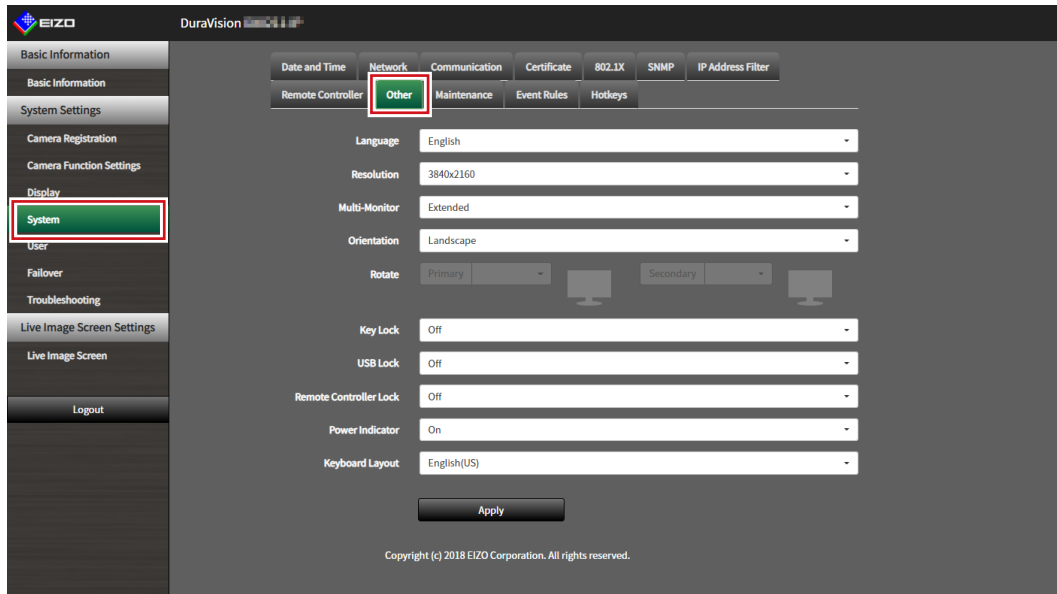 EIZO
DuraVision
Basic Information
Basic Information
System Settings
Camera Registration
Camera Function Settings
Display
System
User
Failover
Troubleshooting
Live Image Screen Settings
Live Image Screen
Logout
Date and Time Network Communication Certificate 802.1X SNMP IP Address Filter
Remote Controller Other Maintenance Event Rules Hotkeys
Language English
Resolution 3840x2160
Multi-Monitor Extended
Orientation Landscape
Rotate Primary Secondary
Key Lock Off
USB Lock Off
Remote Controller Lock Off
Power Indicator On
Keyboard Layout English(US)
Apply
Copyright (c) 2018 EIZO Corporation. All rights reserved.